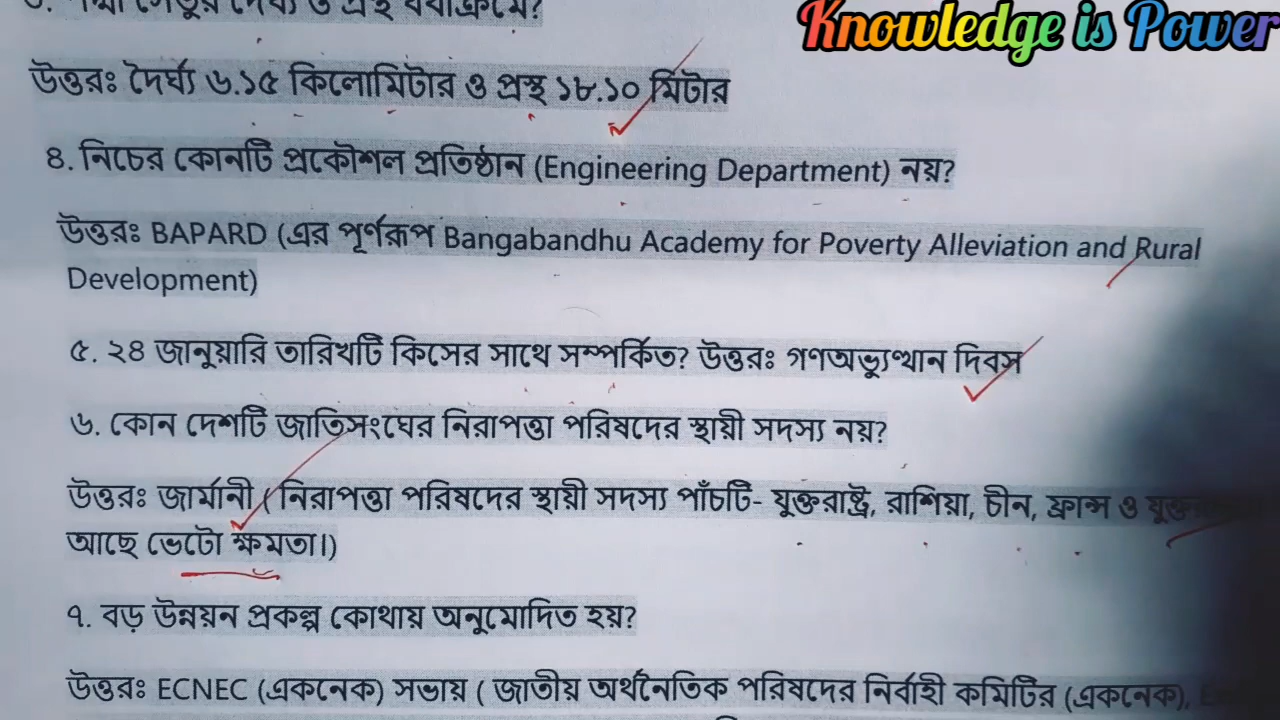 Knowledge is Power
উত্তরঃ দৈর্ঘ্য ৬.১৫ কিলোমিটার ও প্রস্থ ১৮.১০ মিটার
৪. নিচের কোনটি প্রকৌশল প্রতিষ্ঠান (Engineering Department) নয়?
উত্তরঃ BAPARD (এর পূর্ণরূপ Bangabandhu Academy for Poverty Alleviation and Rural
Development)
৫. ২৪ জানুয়ারি তারিখটি কিসের সাথে সম্পর্কিত? উত্তরঃ গণঅভ্যুত্থান দিবস
৬. কোন দেশটি জাতিসংঘের নিরাপত্তা পরিষদের স্থায়ী সদস্য নয়?
উত্তরঃ জার্মানী ( নিরাপত্তা পরিষদের স্থায়ী সদস্য পাঁচটি- যুক্তরাষ্ট্র, রাশিয়া, চীন, ফ্রান্স ও
আছে ভেটো ক্ষমতা।)
৭. বড় উন্নয়ন প্রকল্প কোথায় অনুমোদিত হয়?
উত্তরঃ ECNEC (একনেক) সভায় ( জাতীয় অর্থনৈতিক পরিষদের নির্বাহী কমিটির (একনেক),